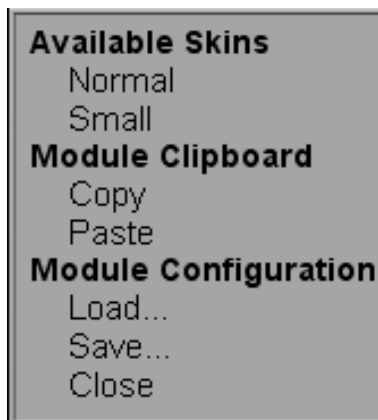 Available Skins
Normal
Small
Module Clipboard
Copy
Paste
Module Configuration
Load...
Save...
Close